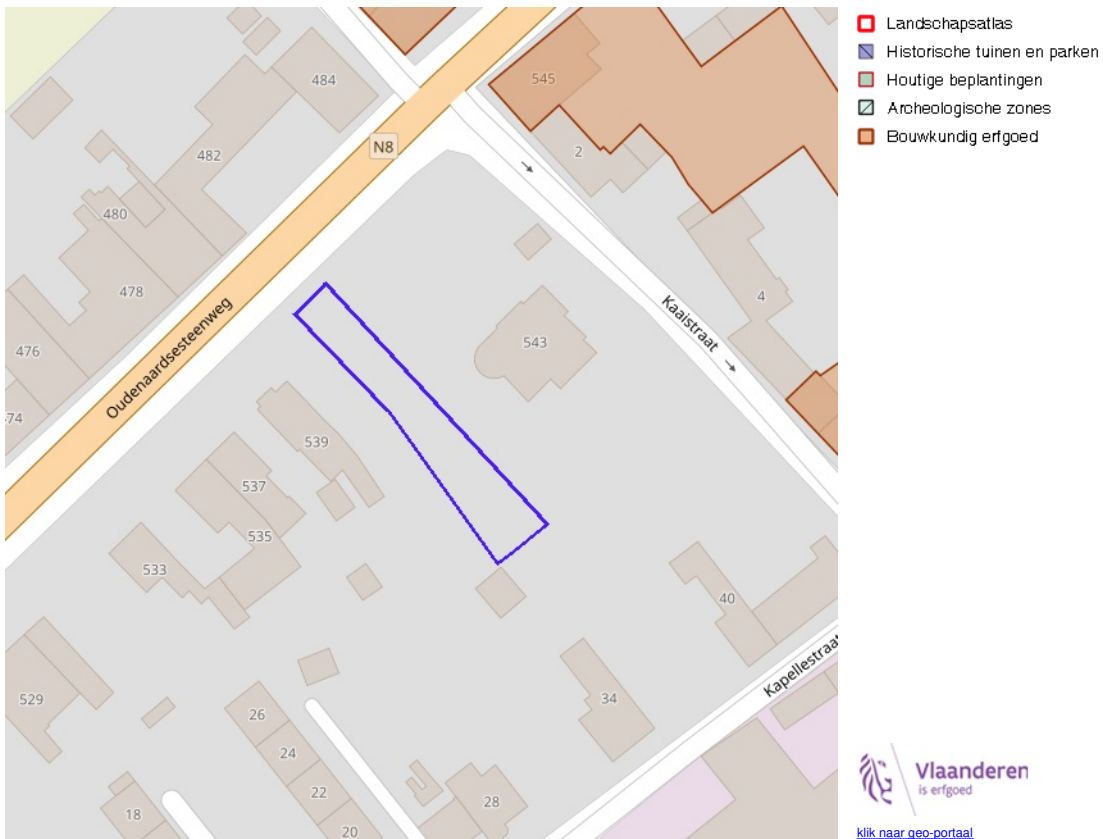 484
482
N8
480
478
476
474
Oudenaardsesteenweg
545
2
Kaaistraat
4
543
539
537
535
533
529
40
34
Kapellestraat
26
24
22
20
18
28
Landschapsatlas
Historische tuinen en parken
Houtige beplantingen
Archeologische zones
Bouwkundig erfgoed
Vlaanderen
is erfgoed
klik naar geo-portaal